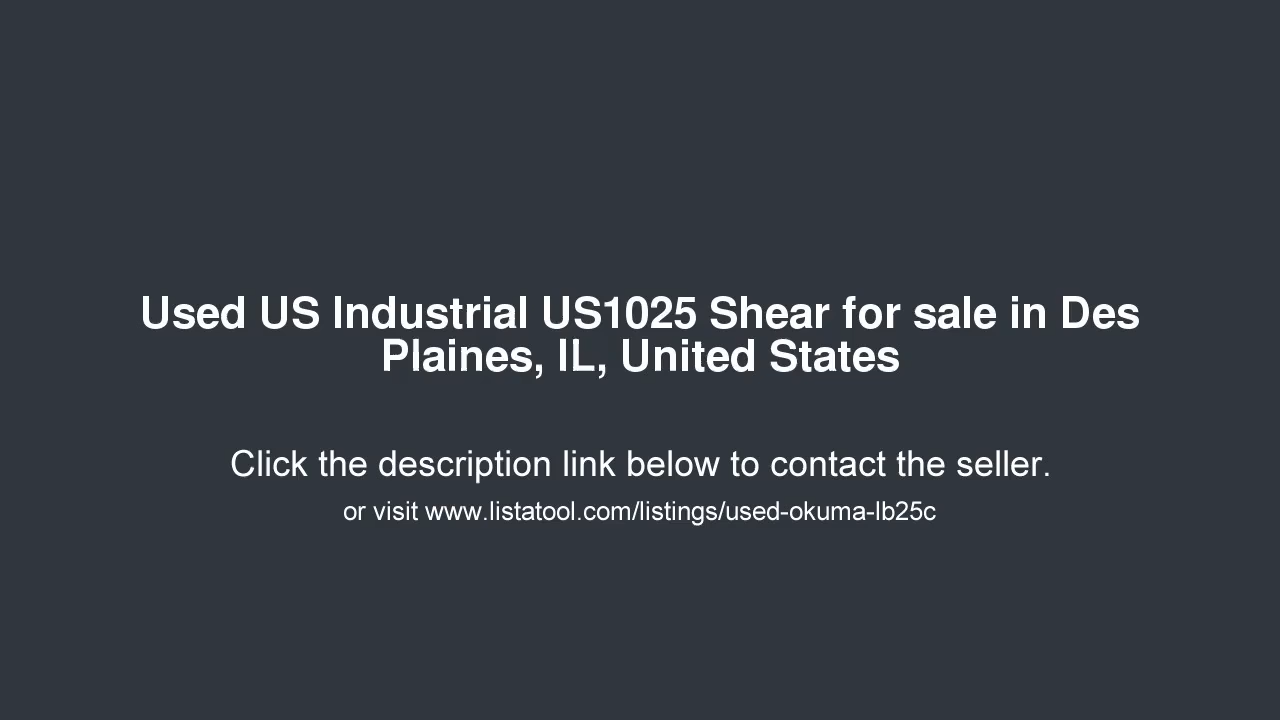 Used US Industrial US1025 Shear for sale in Des
Plaines, IL, United States
Click the description link below to contact the seller.
or visit www.listatool.com/listings/used-okuma-lb25c